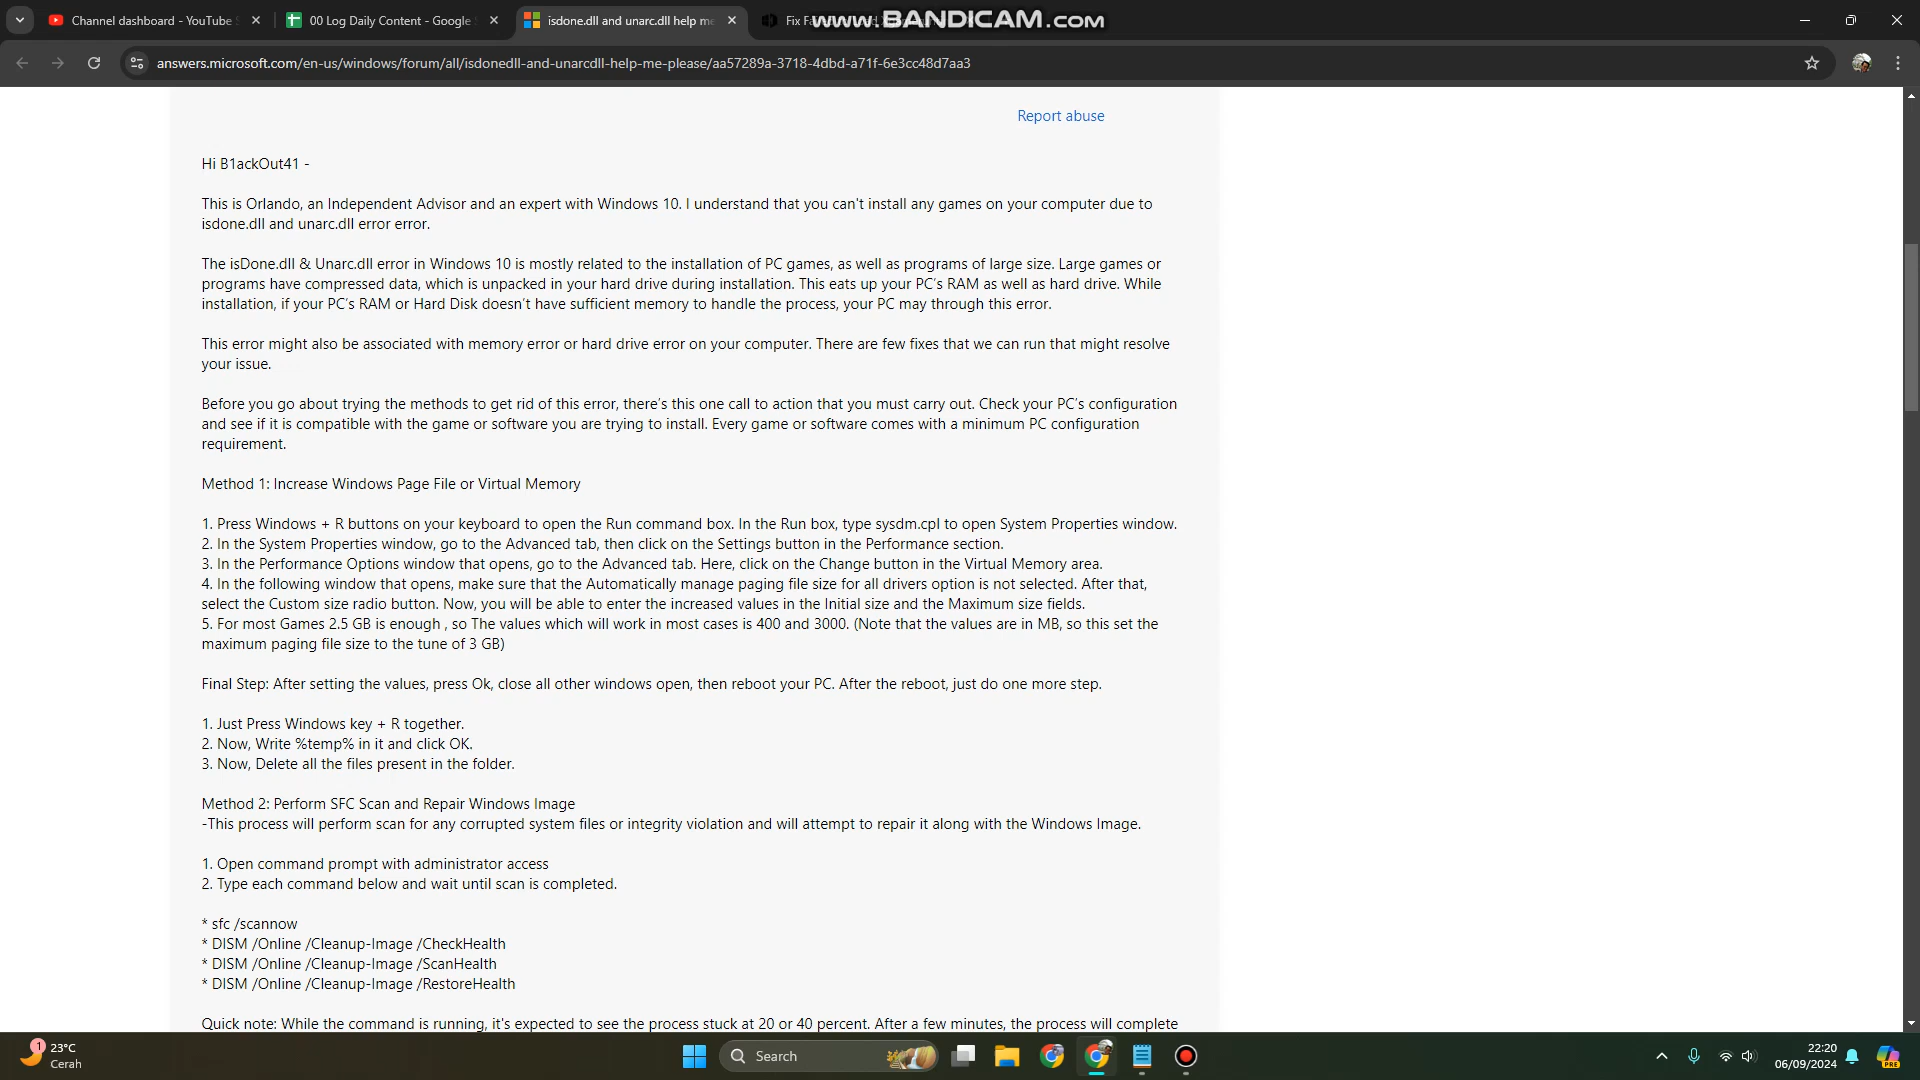 Channel dashboard - YouTube S
00 Log Daily Content - Google S
isdone.dll and unarc.dll help me
Fix Fa
www.BANDICAM.com
answers.microsoft.com/en-us/windows/forum/all/isdonedll-and-unarcdll-help-me-please/aa57289a-3718-4dbd-a71f-6e3cc48d7aa3
Report abuse
Hi B1ackOut41 -
This is Orlando, an Independent Advisor and an expert with Windows 10. I understand that you can't install any games on your computer due to
isdone.dll and unarc.dll error error.
The isDone.dll & Unarc.dll error in Windows 10 is mostly related to the installation of PC games, as well as programs of large size. Large games or
programs have compressed data, which is unpacked in your hard drive during installation. This eats up your PC's RAM as well as hard drive. While
installation, if your PC's RAM or Hard Disk doesn't have sufficient memory to handle the process, your PC may through this error.
This error might also be associated with memory error or hard drive error on your computer. There are few fixes that we can run that might resolve
your issue.
Before you go about trying the methods to get rid of this error, there's this one call to action that you must carry out. Check your PC's configuration
and see if it is compatible with the game or software you are trying to install. Every game or software comes with a minimum PC configuration
requirement.
Method 1: Increase Windows Page File or Virtual Memory
1. Press Windows + R buttons on your keyboard to open the Run command box. In the Run box, type sysdm.cpl to open System Properties window.
2. In the System Properties window, go to the Advanced tab, then click on the Settings button in the Performance section.
3. In the Performance Options window that opens, go to the Advanced tab. Here, click on the Change button in the Virtual Memory area.
4. In the following window that opens, make sure that the Automatically manage paging file size for all drivers option is not selected. After that,
select the Custom size radio button. Now, you will be able to enter the increased values in the Initial size and the Maximum size fields.
5. For most Games 2.5 GB is enough , so The values which will work in most cases is 400 and 3000. (Note that the values are in MB, so this set the
maximum paging file size to the tune of 3 GB)
Final Step: After setting the values, press Ok, close all other windows open, then reboot your PC. After the reboot, just do one more step.
1. Just Press Windows key + R together.
2. Now, Write %temp% in it and click OK.
3. Now, Delete all the files present in the folder.
Method 2: Perform SFC Scan and Repair Windows Image
-This process will perform scan for any corrupted system files or integrity violation and will attempt to repair it along with the Windows Image.
1. Open command prompt with administrator access
2. Type each command below and wait until scan is completed.
* sfc /scannow
* DISM /Online /Cleanup-Image /CheckHealth
* DISM /Online /Cleanup-Image /ScanHealth
* DISM /Online /Cleanup-Image /RestoreHealth
Quick note: While the command is running, it's expected to see the process stuck at 20 or 40 percent. After a few minutes, the process will complete
1
23°C
Cerah
Search
22:20
06/09/2024
PRE